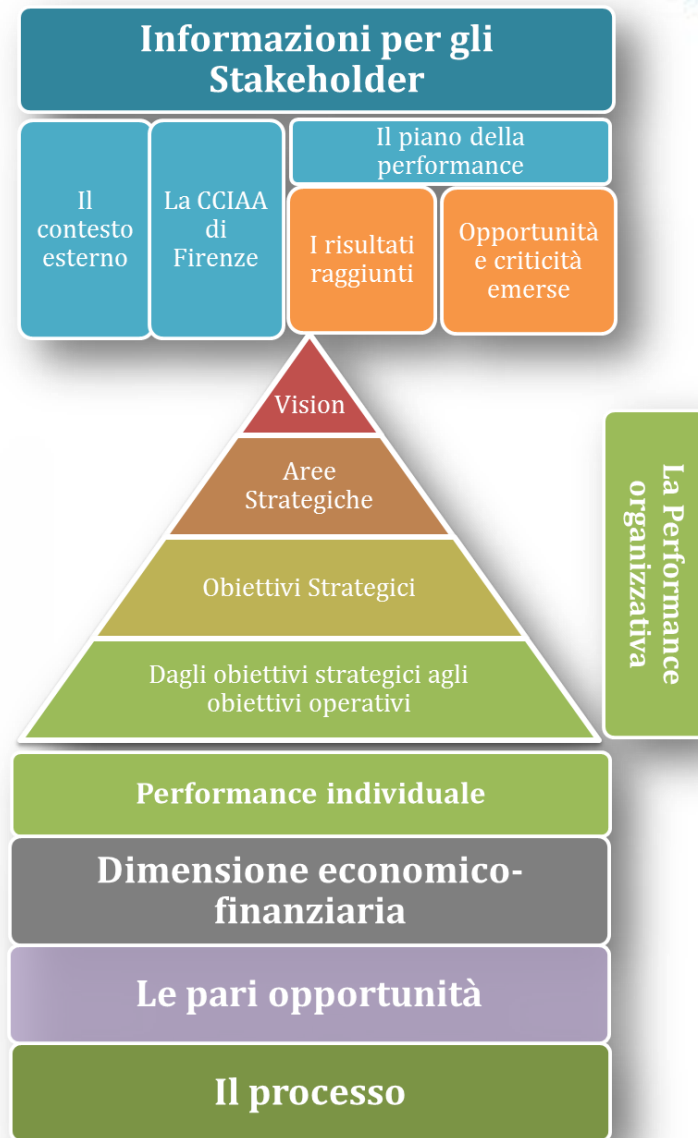 Informazioni per gli
Stakeholder
Il
contesto
esterno
La CCIAA
di
Firenze
Il piano della
performance
I risultati
raggiunti
Opportunità
e criticità
emerse
Vision
Aree
Strategiche
Obiettivi Strategici
Dagli obiettivi strategici agli
obiettivi operativi
La Performance
organizzativa
Performance individuale
Dimensione economico-
finanziaria
Le pari opportunità
Il processo